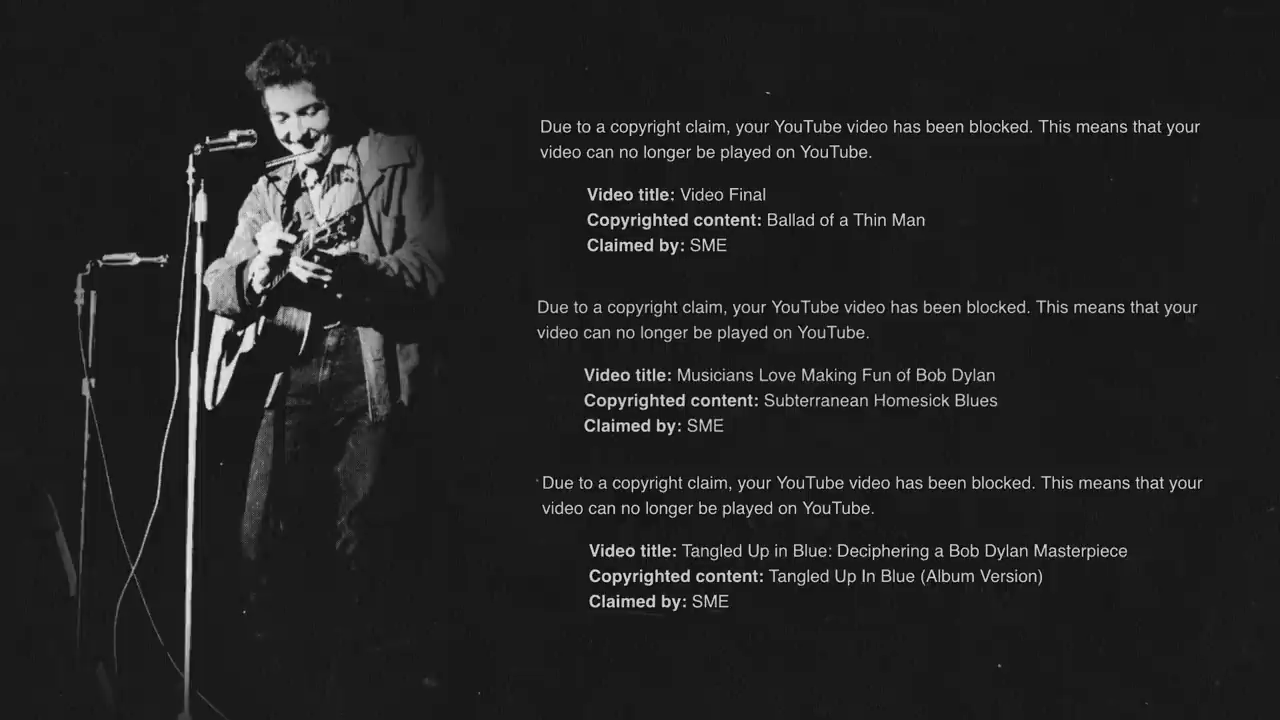 Due to a copyright claim, your YouTube video has been blocked. This means that your
video can no longer be played on YouTube.
Video title: Video Final
Copyrighted content: Ballad of a Thin Man
Claimed by: SME
Due to a copyright claim, your YouTube video has been blocked. This means that your
video can no longer be played on YouTube.
Video title: Musicians Love Making Fun of Bob Dylan
Copyrighted content: Subterranean Homesick Blues
Claimed by: SME
Due to a copyright claim, your YouTube video has been blocked. This means that your
video can no longer be played on YouTube.
Video title: Tangled Up in Blue: Deciphering a Bob Dylan Masterpiece
Copyrighted content: Tangled Up In Blue (Album Version)
Claimed by: SME